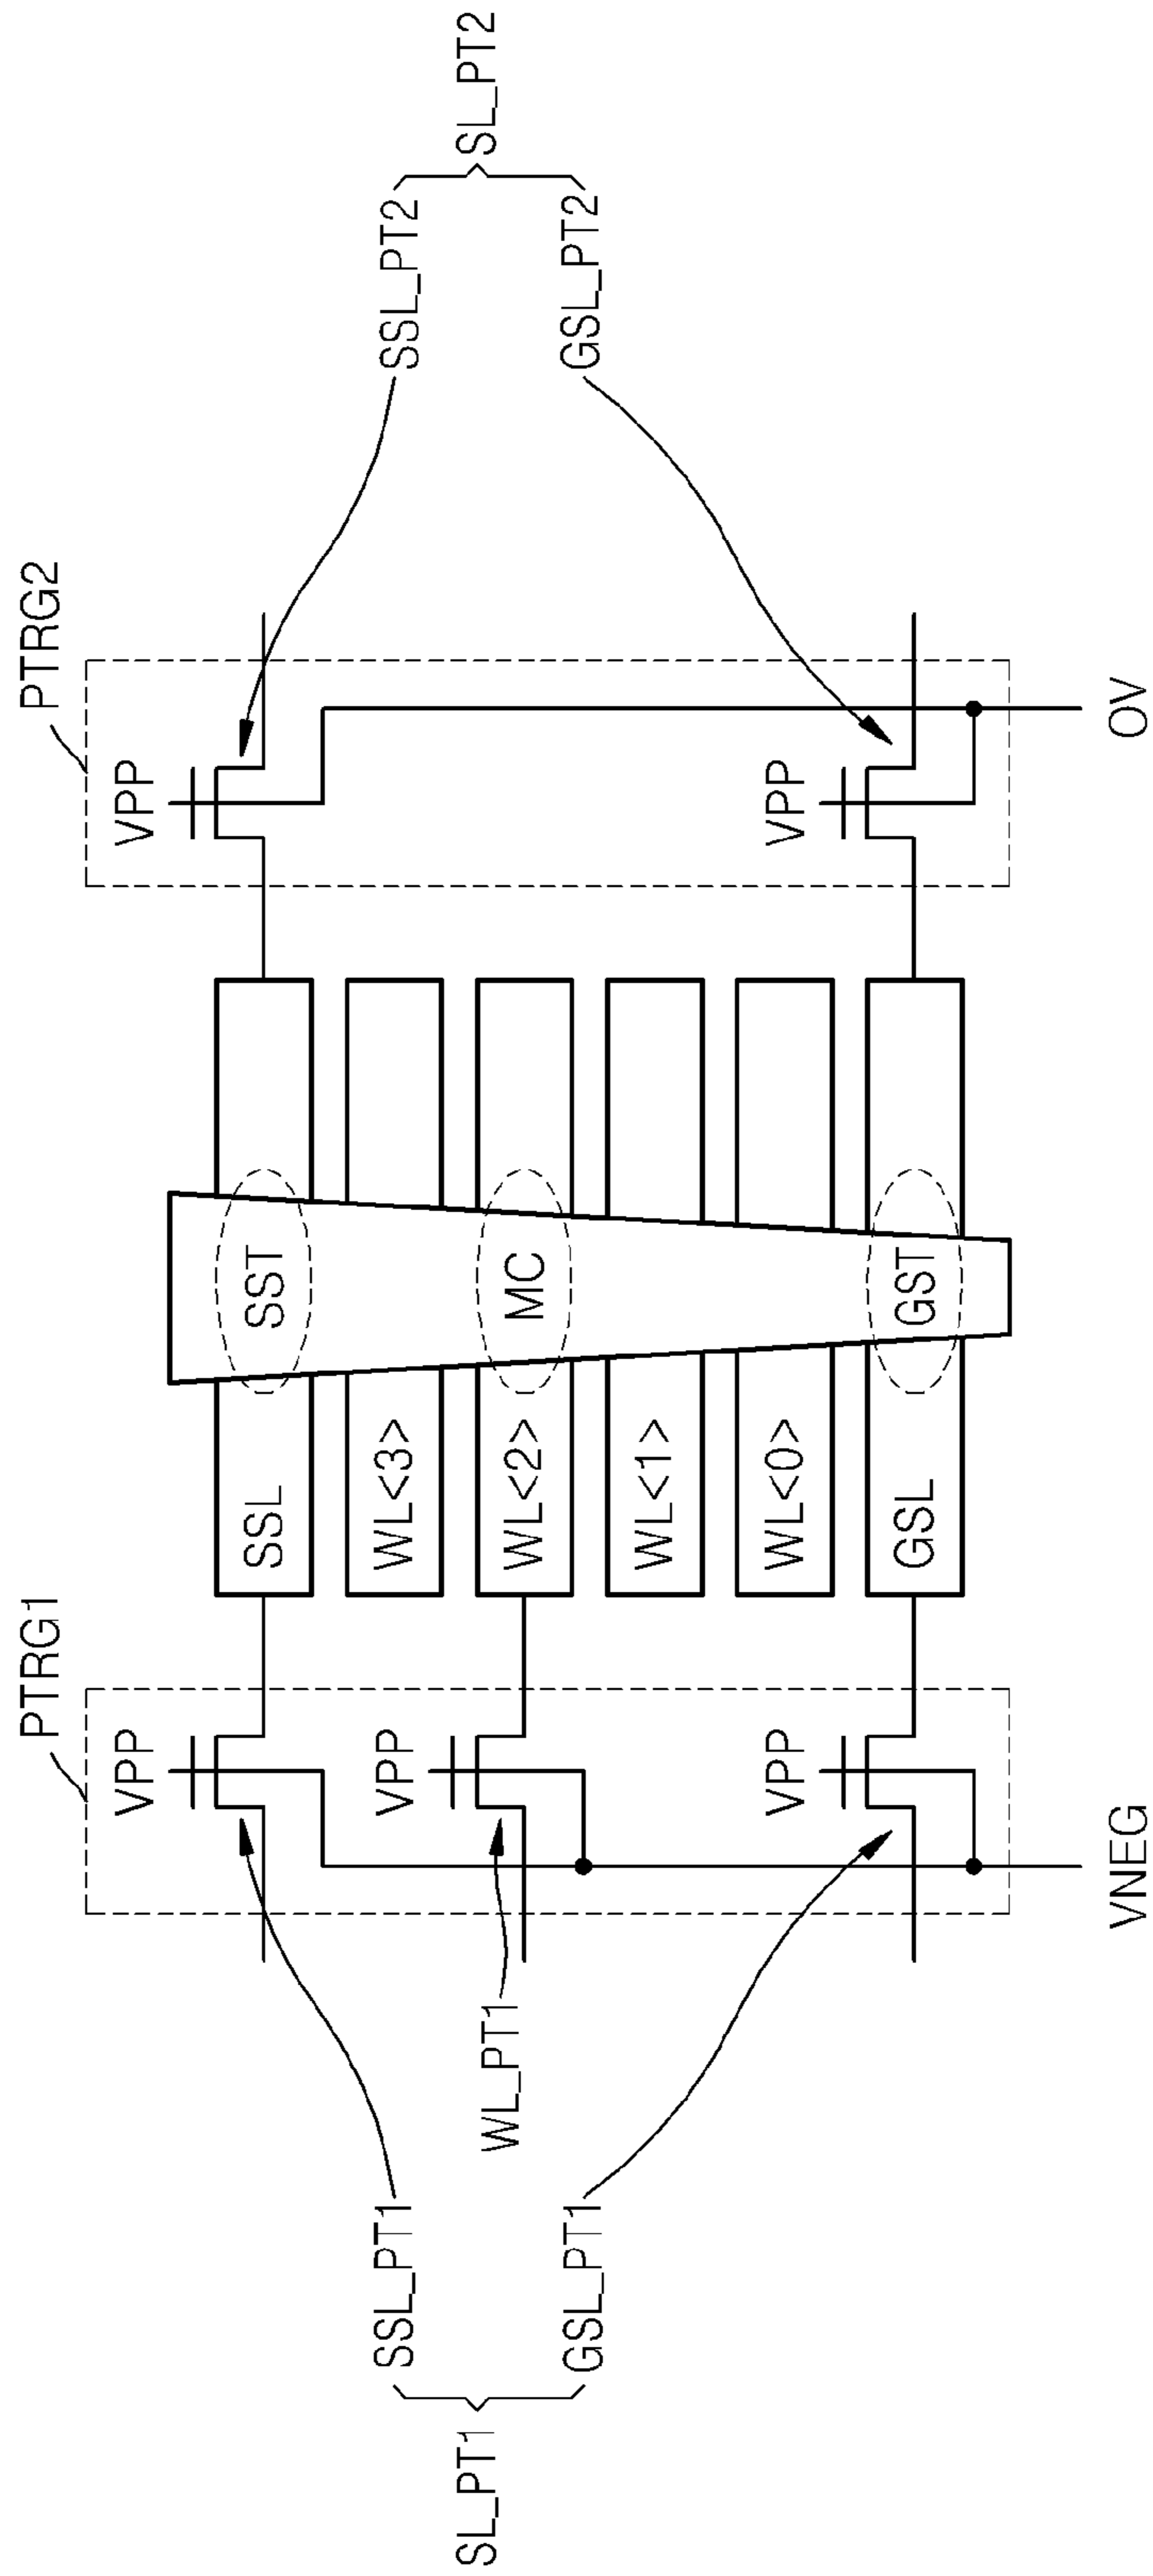 PTRG1
PTRG2
VPP
VPP
SSL
SST
WL<3>
VPP
WL<2>
MC
WL<1>
WL<0>
VPP
VPP
GSL
GST
VNEG
0V
SSL_PT1
WL_PT1
GSL_PT1
SL_PT1
SSL_PT2
GSL_PT2
SL_PT2